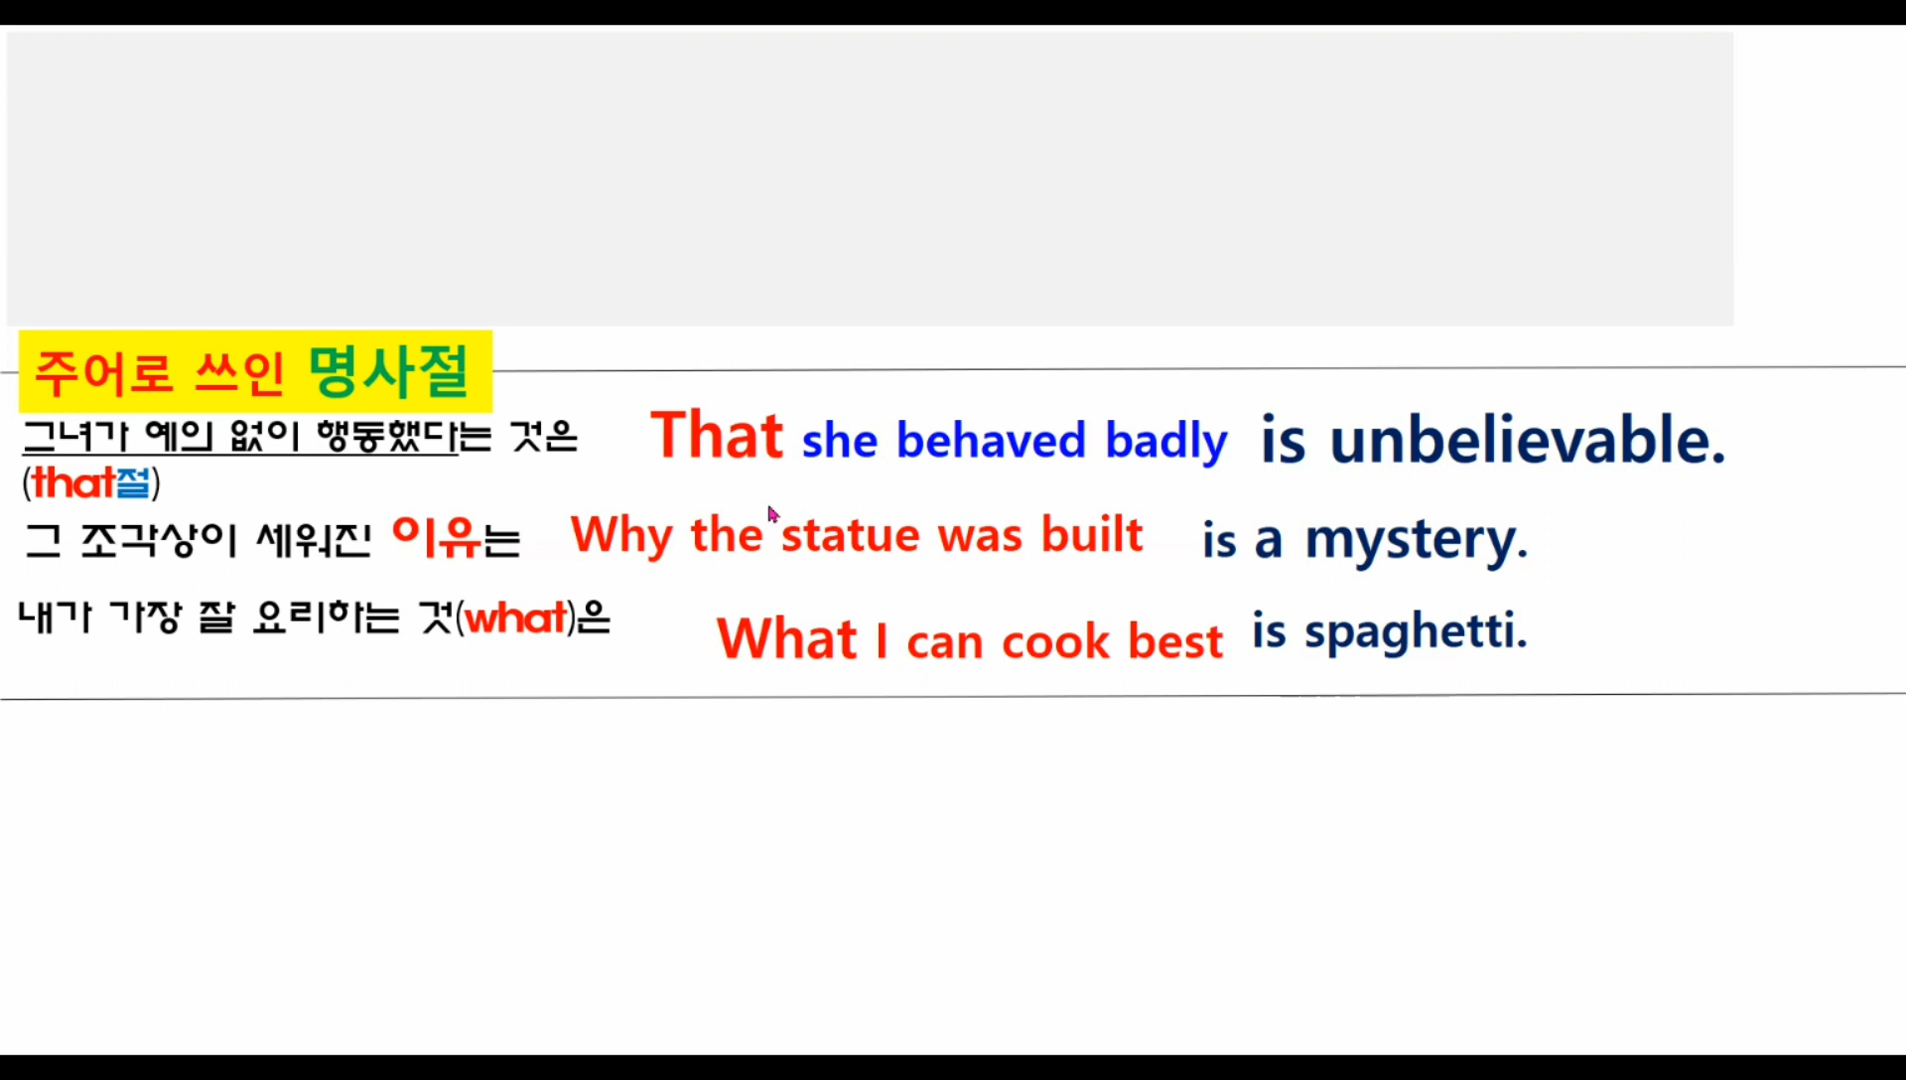 주어로 쓰인 명사절
그녀가 예의 없이 행동했다는 것은 That she behaved badly is unbelievable.
(that절)
그 조각상이 세워진 이유는 Why the statue was built is a mystery.
내가 가장 잘 요리하는 것(what)은 What I can cook best is spaghetti.